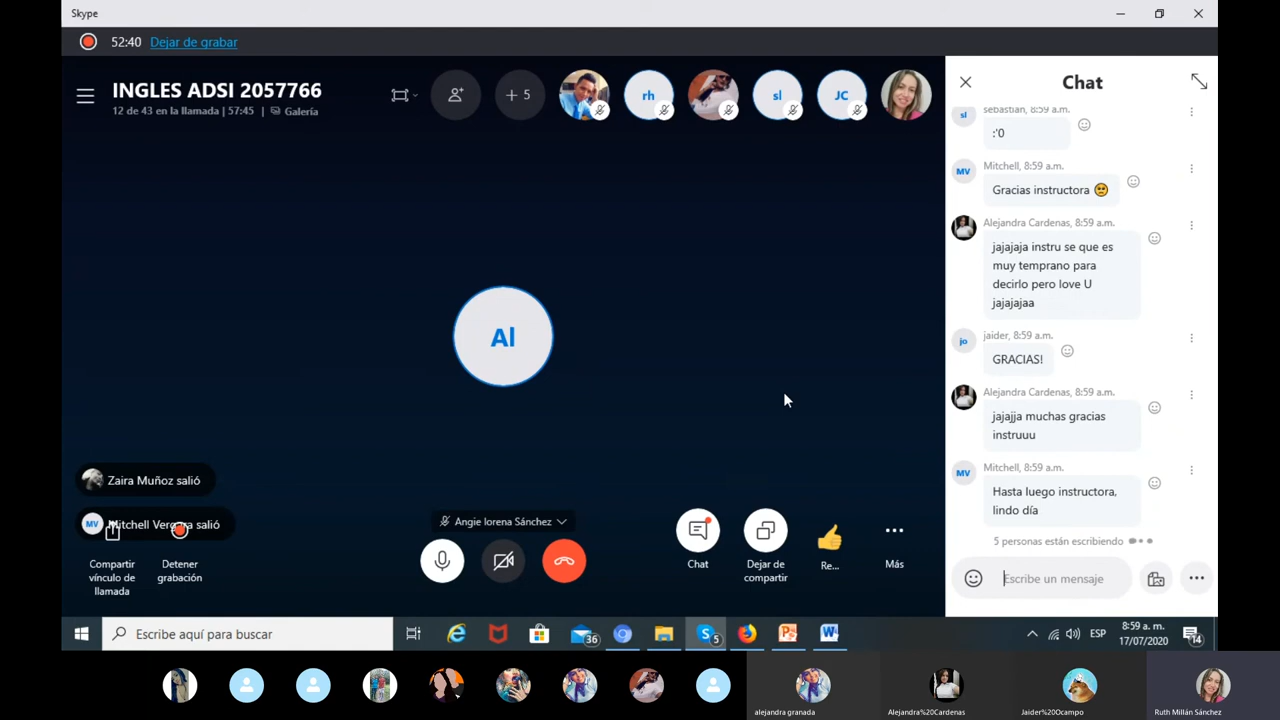 Skype
52:40 Dejar de grabar
INGLES ADSI 2057766
12 de 43 en la llamada | 57:45 | Galería
+ 5
rh
sl
JC
Al
Zaira Muñoz salió
MV
Mitchell Vergara salió
Compartir
vínculo de
llamada
Detener
grabación
Angie lorena Sánchez
Chat
Dejar de
compartir
Re...
Más
Chat
sl
sebastian, 8:59 a.m.
:'0
MV
Mitchell, 8:59 a.m.
Gracias instructora
Alejandra Cardenas, 8:59 a.m.
jajajaja instru se que es
muy temprano para
decirlo pero love U
jajajajaa
jo
jaider, 8:59 a.m.
GRACIAS!
Alejandra Cardenas, 8:59 a.m.
jajajja muchas gracias
instruuu
MV
Mitchell, 8:59 a.m.
Hasta luego instructora,
lindo día
5 personas están escribiendo
Escribe un mensaje
Escribe aquí para buscar
36
5
ESP
8:59 a. m.
17/07/2020
14
alejandra granada
Alejandra%20Cardenas
Jaider%20Ocampo
Ruth Millán Sánchez